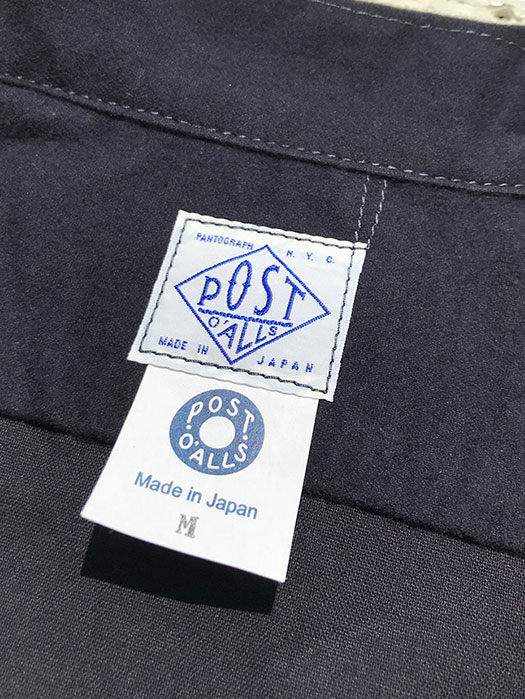 PANTOGRAPH N.Y.C.
POST
O'ALLS
MADE IN JAPAN
POST
O'ALLS
Made in Japan
M